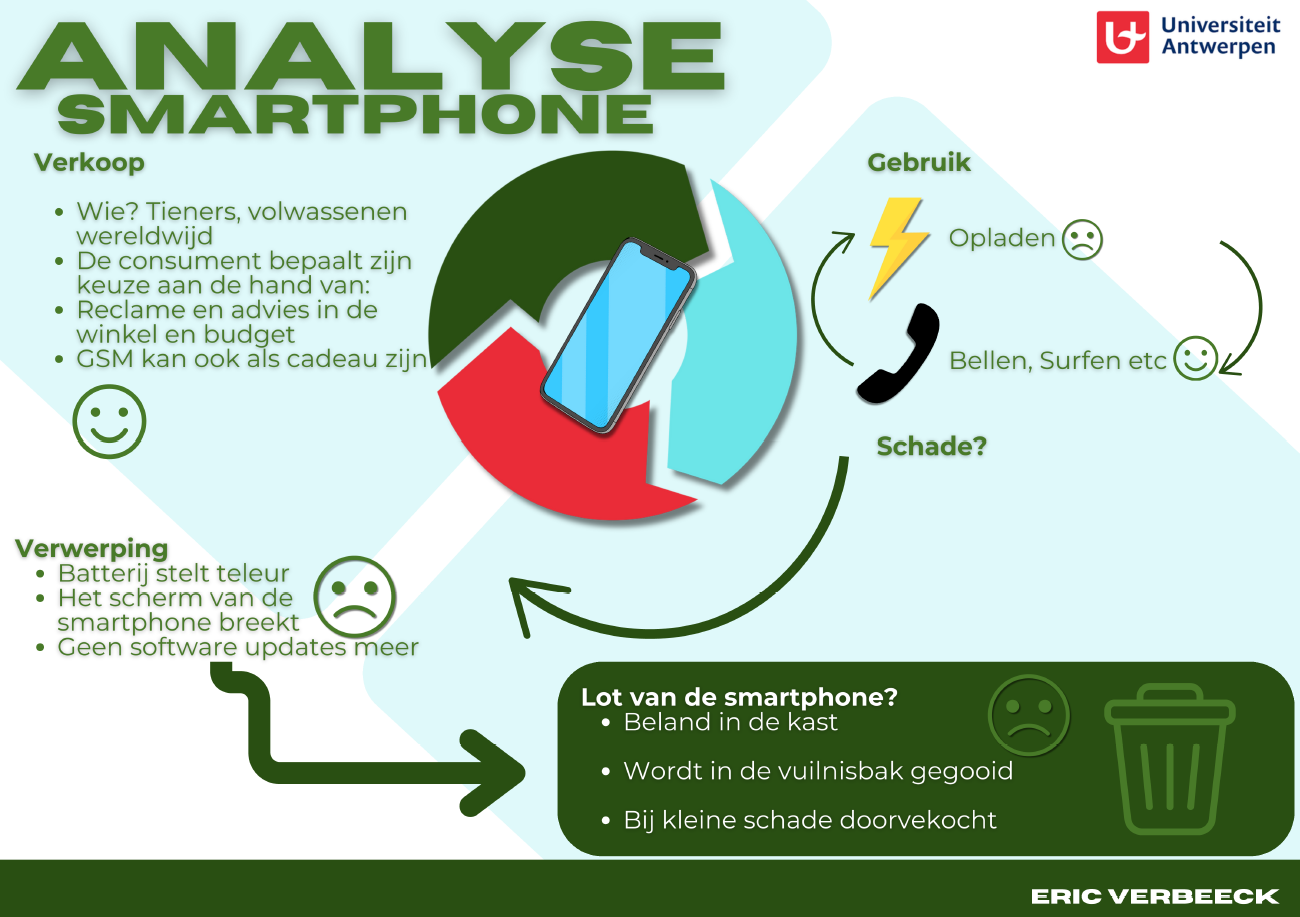 ANALYSE
SMARTPHONE
Universiteit
Antwerpen
Verkoop
• Wie? Tieners, volwassenen
wereldwijd
• De consument bepaalt zijn
keuze aan de hand van:
• Reclame en advies in de
winkel en budget
• GSM kan ook als cadeau zijn
Gebruik
Opladen
Bellen, Surfen etc
Schade?
Verwerping
• Batterij stelt teleur
• Het scherm van de
smartphone breekt
• Geen software updates meer
Lot van de smartphone?
• Beland in de kast
• Wordt in de vuilnisbak gegooid
• Bij kleine schade doorvekocht
ERIC VERBEECK